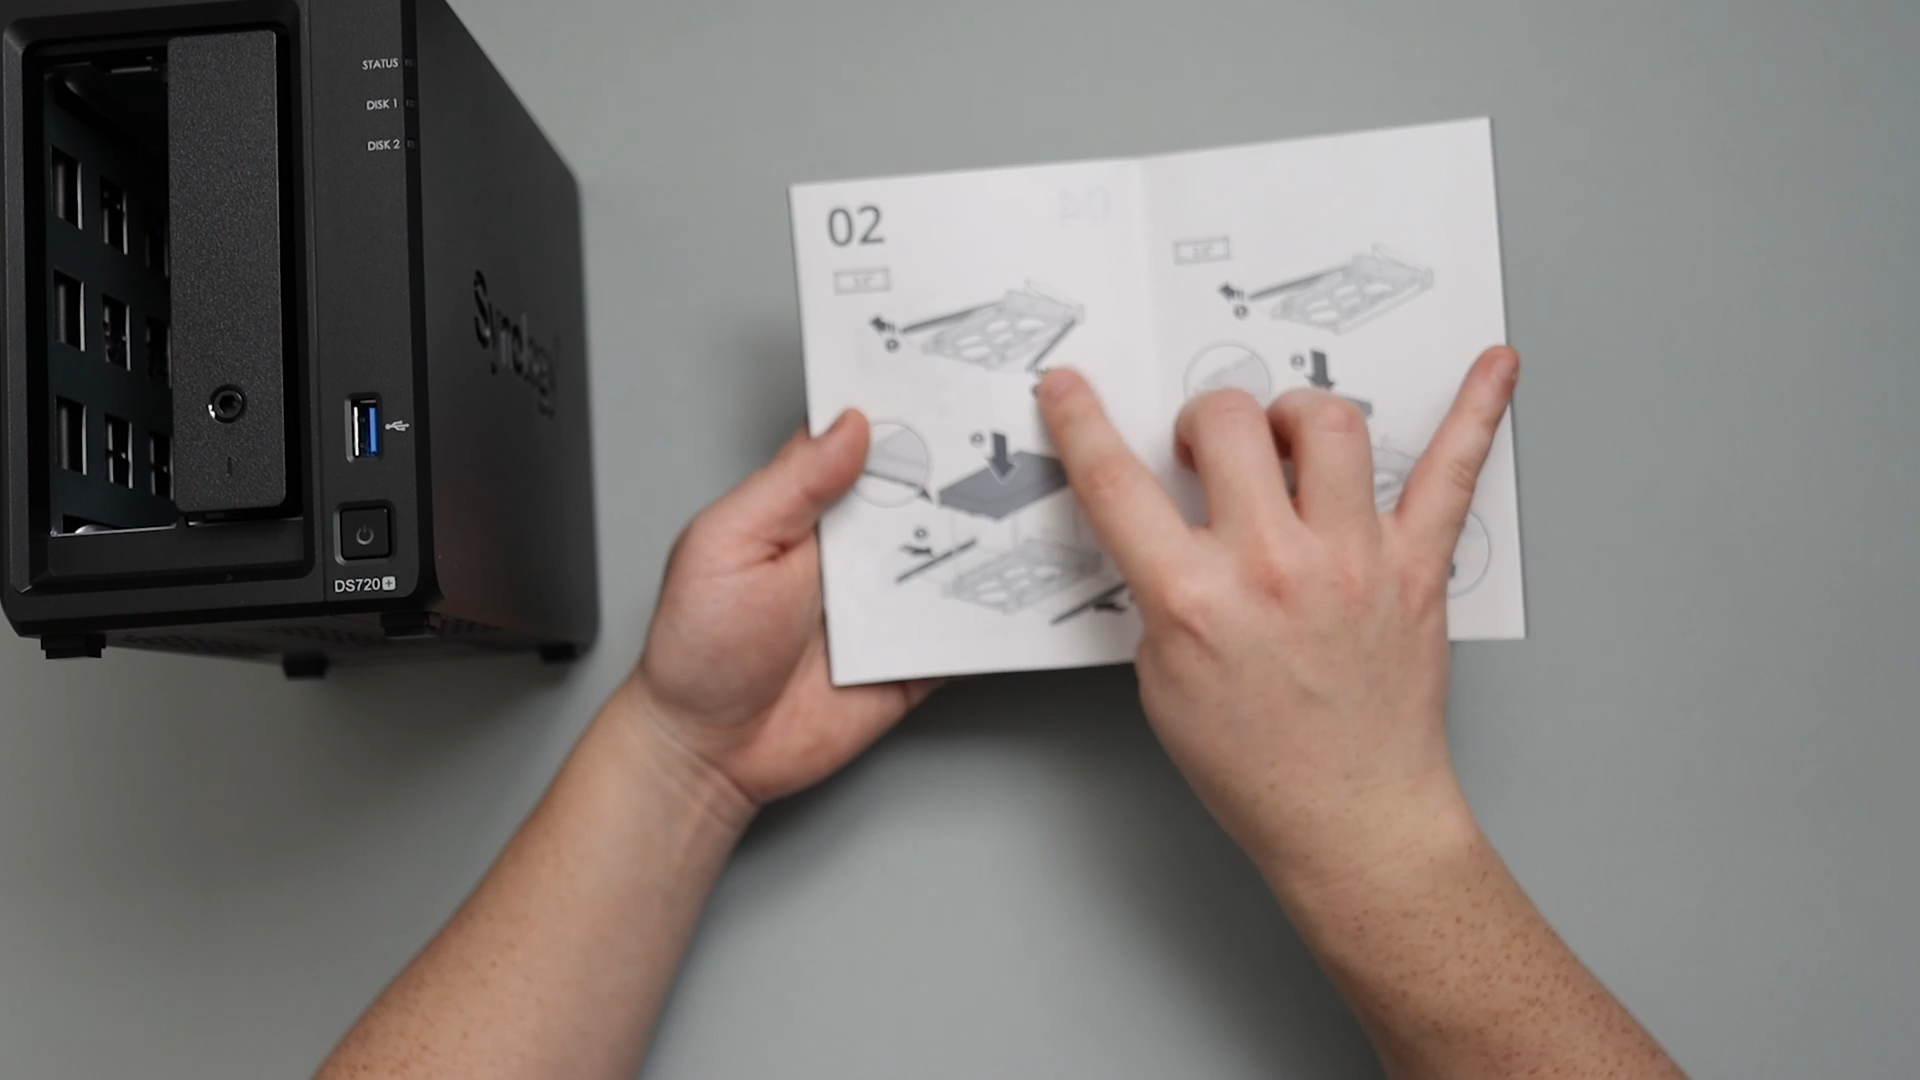 STATUS
DISK 1
DISK 2
Synology
DS720+
02